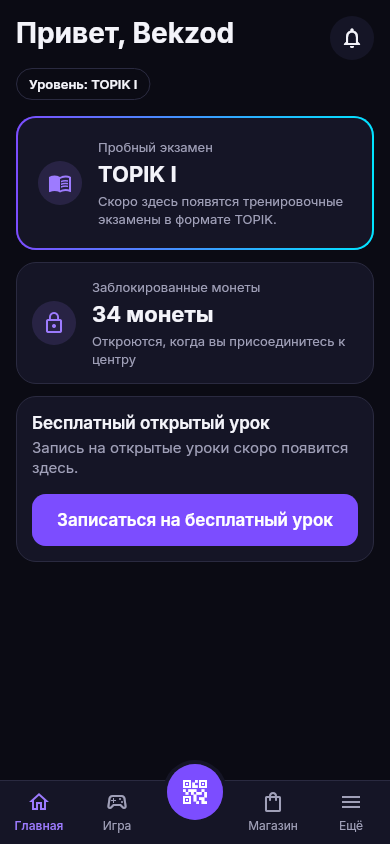 Привет, Bekzod
Уровень: TOPIK I
Пробный экзамен
TOPIK I
Скоро здесь появятся тренировочные
экзамены в формате TOPIK.
Заблокированные монеты
34 монеты
Откроются, когда вы присоединитесь к
центру
Бесплатный открытый урок
Запись на открытые уроки скоро появится
здесь.
Записаться на бесплатный урок
Главная
Игра
Магазин
Ещё